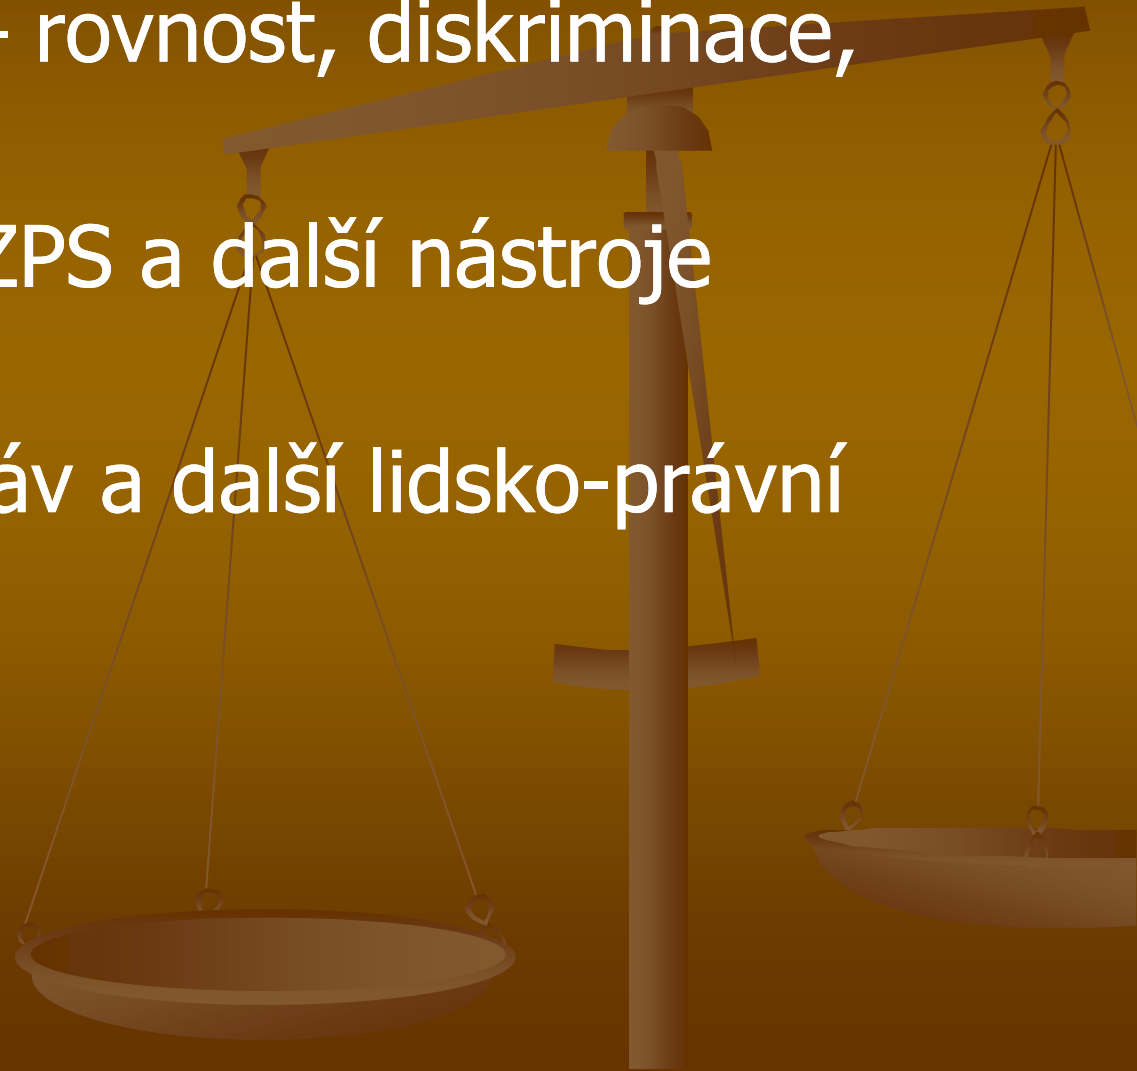 - rovnost, diskriminace,
ZPS a další nástroje
áv a další lidsko-právní